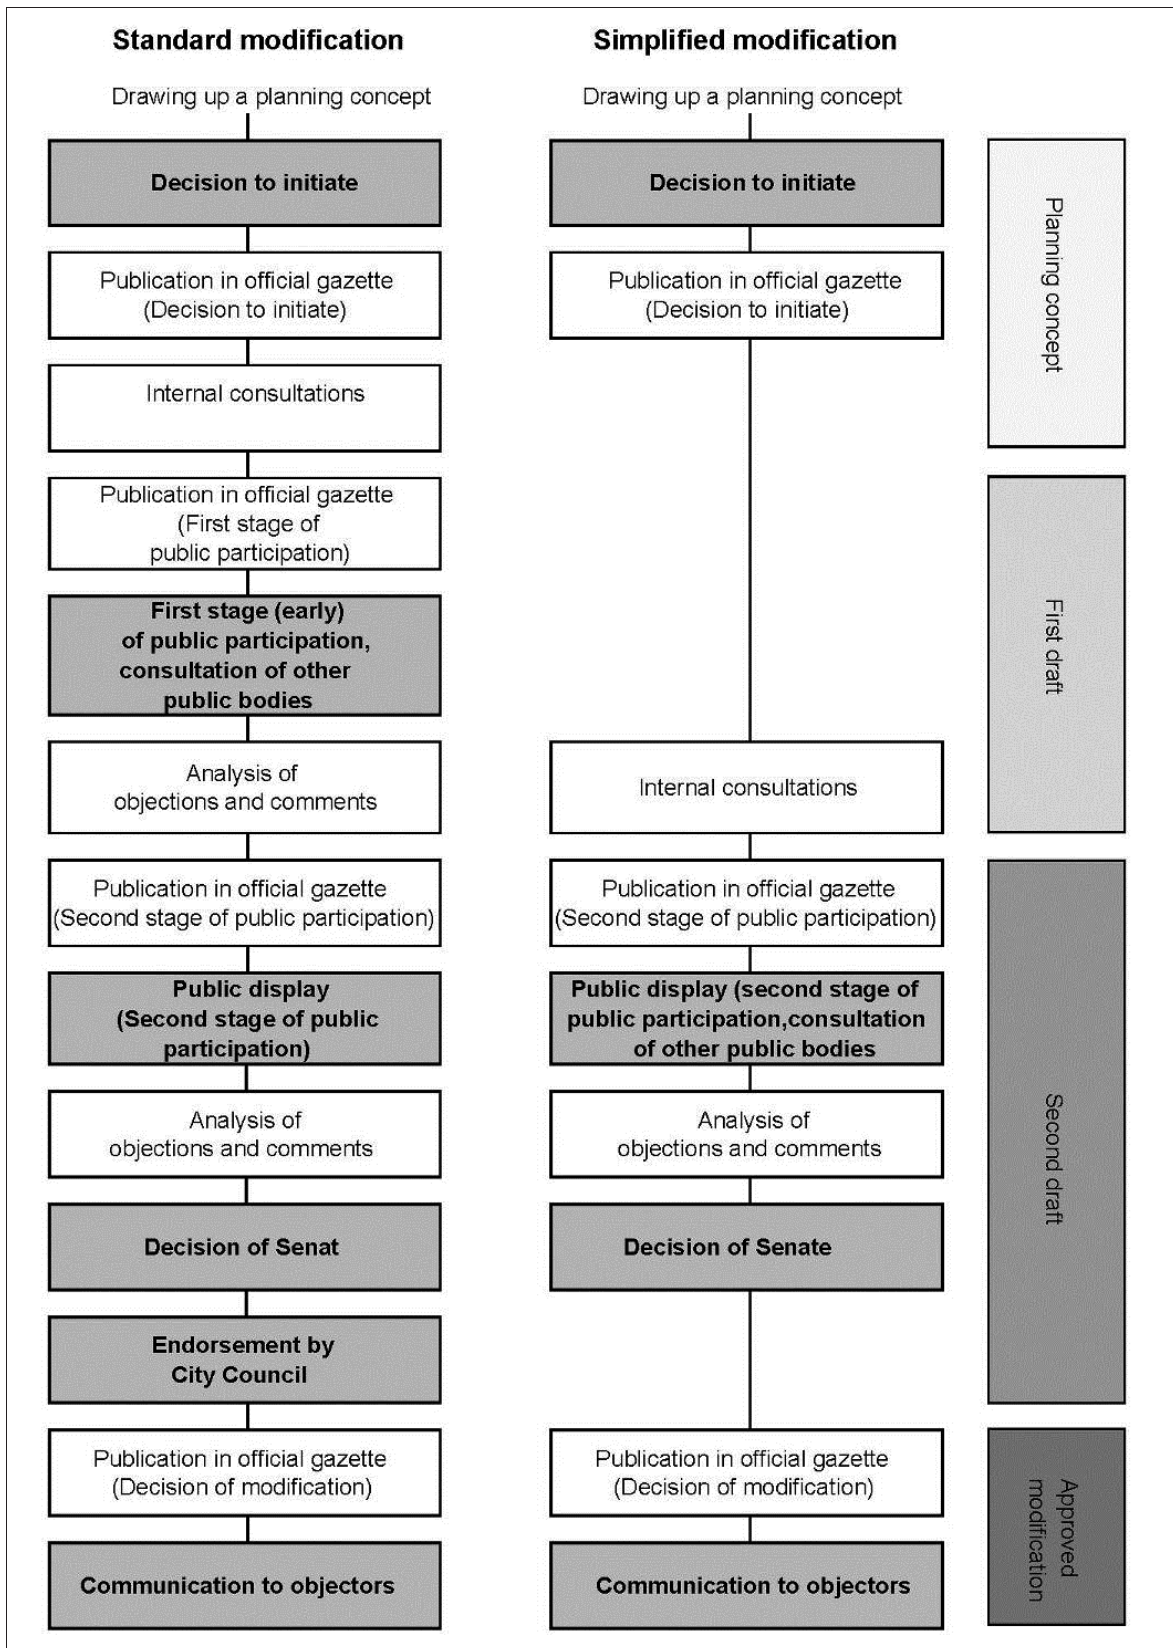 Standard modification
Drawing up a planning concept
Decision to initiate
Publication in official gazette
(Decision to initiate)
Internal consultations
Publication in official gazette
(First stage of
public participation)
First stage (early)
of public participation,
consultation of other
public bodies
Analysis of
objections and comments
Publication in official gazette
(Second stage of public participation)
Public display
(Second stage of public
participation)
Analysis of
objections and comments
Decision of Senat
Endorsement by
City Council
Publication in official gazette
(Decision of modification)
Communication to objectors
Simplified modification
Drawing up a planning concept
Decision to initiate
Publication in official gazette
(Decision to initiate)
Internal consultations
Publication in official gazette
(Second stage of public participation)
Public display (second stage of
public participation,consultation
of other public bodies
Analysis of
objections and comments
Decision of Senate
Publication in official gazette
(Decision of modification)
Communication to objectors
Planning concept
First draft
Second draft
Approved
modification